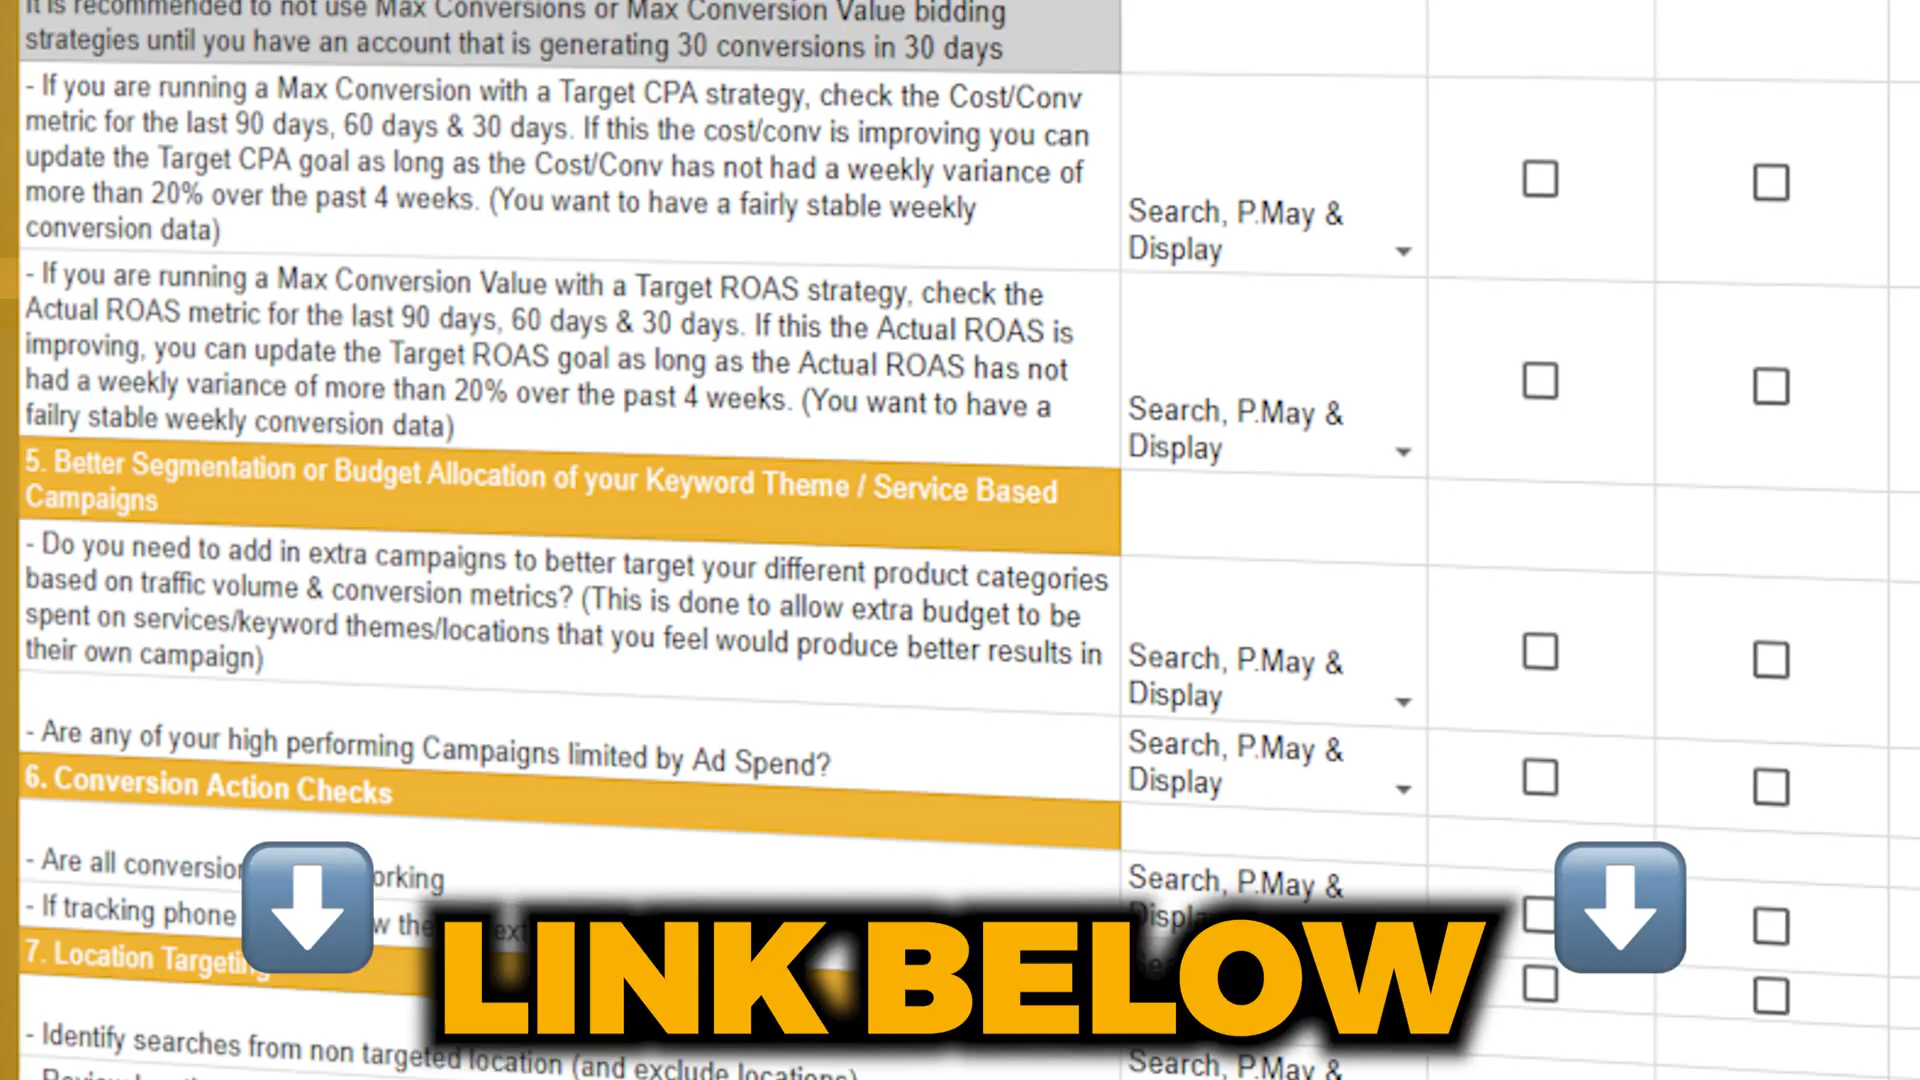 It is recommended to not use Max Conversions or Max Conversion Value bidding
strategies until you have an account that is generating 30 conversions in 30 days
- If you are running a Max Conversion with a Target CPA strategy, check the Cost/Conv
metric for the last 90 days, 60 days & 30 days. If this the cost/conv is improving you can
update the Target CPA goal as long as the Cost/Conv has not had a weekly variance of
more than 20% over the past 4 weeks. (You want to have a fairly stable weekly
conversion data)
Search, P.May &
Display
- If you are running a Max Conversion Value with a Target ROAS strategy, check the
Actual ROAS metric for the last 90 days, 60 days & 30 days. If this the Actual ROAS is
improving, you can update the Target ROAS goal as long as the Actual ROAS has not
had a weekly variance of more than 20% over the past 4 weeks. (You want to have a
failry stable weekly conversion data)
Search, P.May &
Display
5. Better Segmentation or Budget Allocation of your Keyword Theme / Service Based
Campaigns
- Do you need to add in extra campaigns to better target your different product categories
based on traffic volume & conversion metrics? (This is done to allow extra budget to be
spent on services/keyword themes/locations that you feel would produce better results in
their own campaign)
Search, P.May &
Display
- Are any of your high performing Campaigns limited by Ad Spend?
Search, P.May &
Display
6. Conversion Action Checks
- Are all conversion orking
Search, P.May &
Display
- If tracking phone
7. Location Targeting
LINK BELOW
- Identify searches from non targeted location (and exclude locations)
Search, P.May &